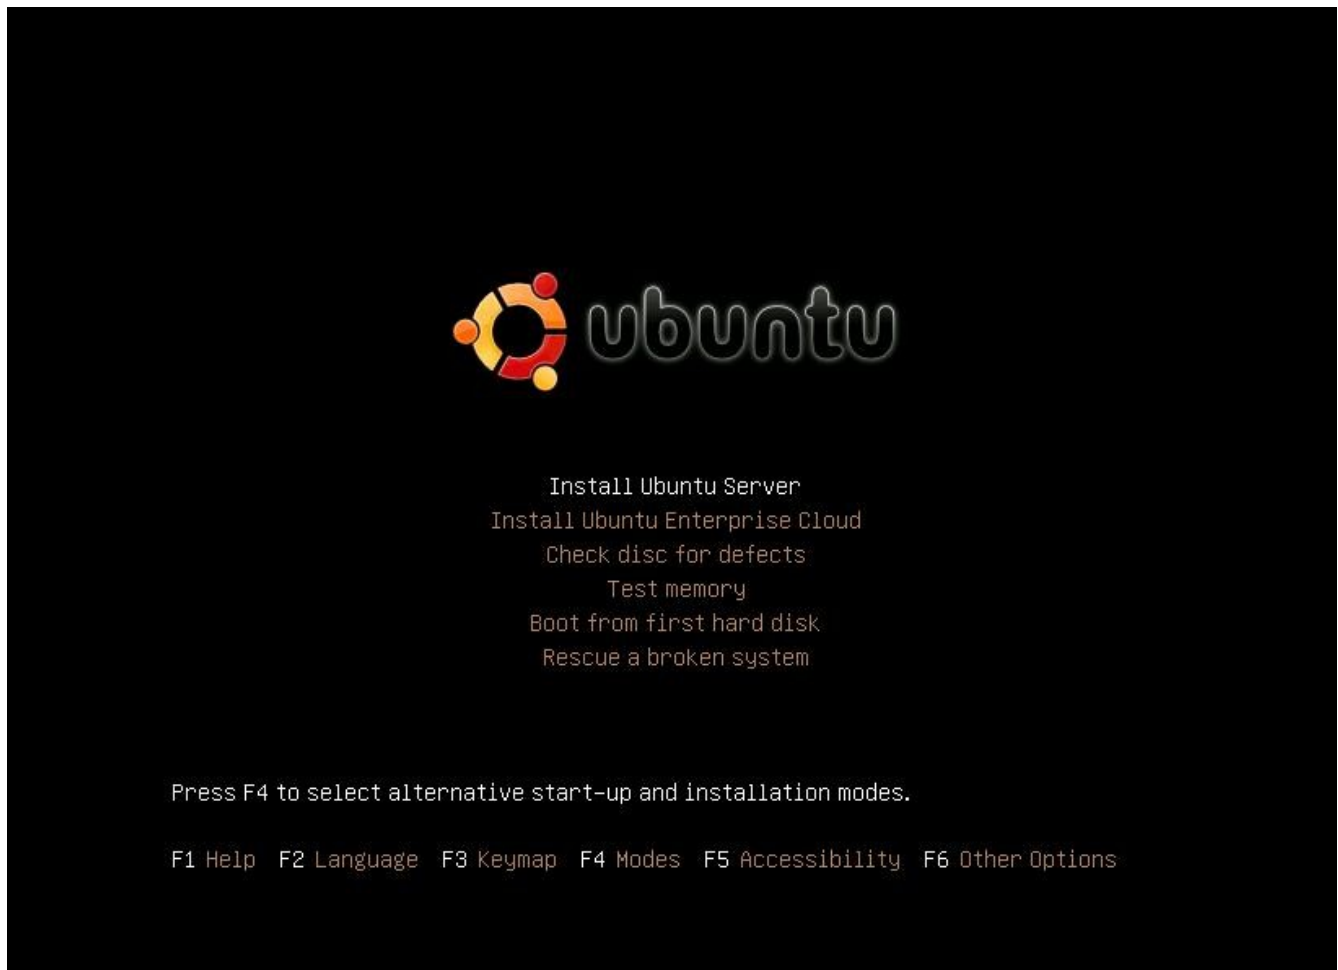 ubuntu
Install Ubuntu Server
Install Ubuntu Enterprise Cloud
Check disc for defects
Test memory
Boot from first hard disk
Rescue a broken system
Press F4 to select alternative start-up and installation modes.
F1 Help F2 Language F3 Keymap F4 Modes F5 Accessibility F6 Other Options